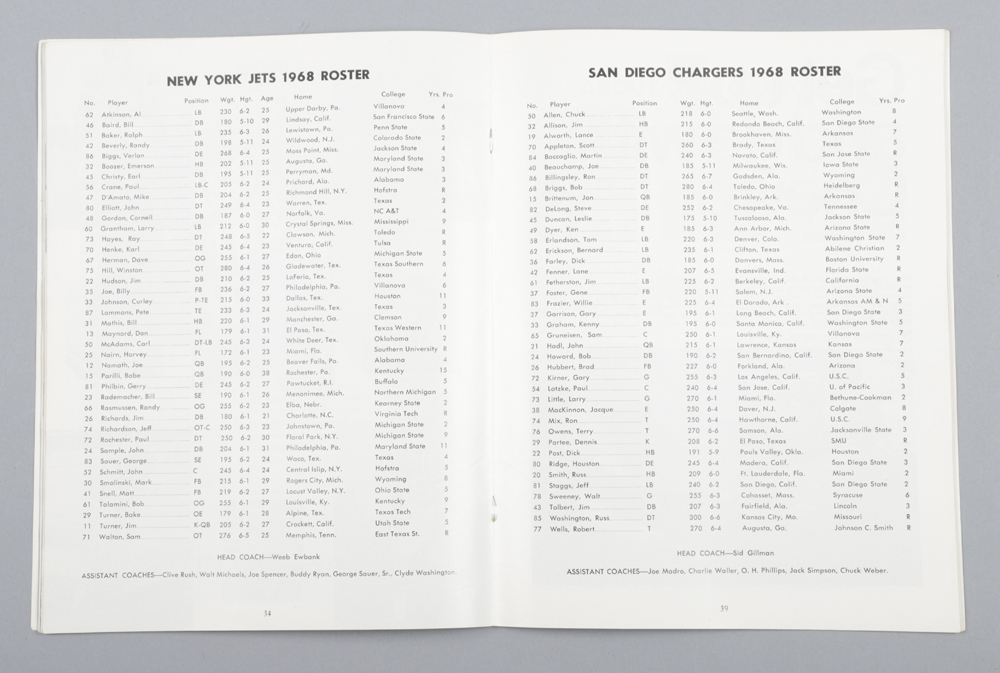 NEW YORK JETS 1968 ROSTER
No. Player Position Wgt. Hgt. Age Home College Yrs. Pro
62 Atkinson, Al LB 230 6-2 25 Upper Darby, Pa. Villanova 4
46 Baird, Bill DB 180 5-10 29 Lindsay, Calif. San Francisco State 6
51 Baker, Ralph LB 235 6-3 26 Lewistown, Pa. Penn State 5
42 Beverly, Randy DB 198 5-11 24 Wildwood, N.J. Colorado State 2
86 Biggs, Verlon DE 268 6-4 25 Moss Point, Miss. Jackson State 4
32 Boozer, Emerson HB 202 5-11 25 Augusta, Ga. Maryland State 3
45 Christy, Earl DB 195 5-11 25 Perryman, Md. Maryland State 3
56 Crane, Paul LB-C 205 6-2 24 Prichard, Ala. Alabama 3
47 D'Amato, Mike DB 204 6-2 25 Richmond Hill, N.Y. Hofstra R
80 Elliott, John DT 249 6-4 23 Warren, Tex. Texas 2
48 Gordon, Cornell DB 187 6-0 27 Norfolk, Va. NC A&T 4
60 Grantham, Larry LB 212 6-0 30 Crystal Springs, Miss. Mississippi 9
73 Hayes, Ray DT 248 6-5 22 Clawson, Mich. Toledo R
70 Henke, Karl DE 245 6-4 23 Ventura, Calif. Tulsa R
67 Herman, Dave OG 255 6-1 27 Edon, Ohio Michigan State 5
75 Hill, Winston OT 280 6-4 26 Gladewater, Tex. Texas Southern 6
22 Hudson, Jim DB 210 6-2 25 LaFeria, Tex. Texas 4
33 Joe, Billy FB 236 6-2 27 Philadelphia, Pa. Villanova 6
33 Johnson, Curley P-TE 215 6-0 33 Dallas, Tex. Houston 11
87 Lammons, Pete TE 233 6-3 24 Jacksonville, Tex. Texas 3
31 Mathis, Bill HB 220 6-1 29 Manchester, Ga. Clemson 9
13 Maynard, Don FL 179 6-1 31 El Paso, Tex. Texas Western 11
50 McAdams, Carl DT-LB 245 6-3 24 White Deer, Tex. Oklahoma 2
25 Nairn, Harvey FL 172 6-1 23 Miami, Fla. Southern University R
12 Namath, Joe QB 195 6-2 25 Beaver Falls, Pa. Alabama 4
15 Parilli, Babe QB 190 6-0 38 Rochester, Pa. Kentucky 15
81 Philbin, Gerry DE 245 6-2 27 Pawtucket, R.I. Buffalo 5
23 Rademacher, Bill SE 190 6-1 26 Menominee, Mich. Northern Michigan 5
66 Rasmussen, Randy OG 255 6-2 23 Elba, Nebr. Kearney State 2
26 Richards, Jim DB 180 6-1 21 Charlotte, N.C. Virginia Tech R
74 Richardson, Jeff OT-C 250 6-3 23 Johnstown, Pa. Michigan State 2
72 Rochester, Paul DT 250 6-2 30 Floral Park, N.Y. Michigan State 9
24 Sample, John DB 204 6-1 31 Philadelphia, Pa. Maryland State 11
83 Sauer, George SE 195 6-2 24 Waco, Tex. Texas 4
52 Schmitt, John C 245 6-4 24 Central Islip, N.Y. Hofstra 5
30 Smolinski, Mark FB 215 6-1 29 Rogers City, Mich. Wyoming 8
41 Snell, Matt FB 219 6-2 27 Locust Valley, N.Y. Ohio State 5
61 Talamini, Bob OG 255 6-1 29 Louisville, Ky. Kentucky 9
29 Turner, Bake OE 179 6-1 28 Alpine, Tex. Texas Tech 7
11 Turner, Jim K-QB 205 6-2 27 Crockett, Calif. Utah State 5
71 Walton, Sam OT 276 6-5 25 Memphis, Tenn. East Texas St. R
HEAD COACH—Weeb Ewbank
ASSISTANT COACHES—Clive Rush, Walt Michaels, Joe Spencer, Buddy Ryan, George Sauer, Sr., Clyde Washington
34
SAN DIEGO CHARGERS 1968 ROSTER
No. Player Position Wgt. Hgt. Home College Yrs. Pro
50 Allen, Chuck LB 218 6-0 Seattle, Wash. Washington 8
32 Allison, Jim HB 215 6-0 Redondo Beach, Calif. San Diego State 4
19 Alworth, Lance E 180 6-0 Brookhaven, Miss. Arkansas 7
70 Appleton, Scott DT 260 6-3 Brady, Texas Texas 5
84 Baccaglio, Martin DE 240 6-3 Novato, Calif. San Jose State R
40 Beauchamp, Joe DB 185 5-11 Milwaukee, Wis. Iowa State 3
86 Billingsley, Ron DT 265 6-7 Gadsden, Ala. Wyoming 2
68 Briggs, Bob DT 280 6-4 Toledo, Ohio Heidelberg R
15 Brittenum, Jon QB 185 6-0 Brinkley, Ark. Arkansas R
82 DeLong, Steve DE 252 6-2 Chesapeake, Va. Tennessee 4
45 Duncan, Leslie DB 175 5-10 Tuscaloosa, Ala. Jackson State 5
49 Dyer, Ken E 185 6-3 Ann Arbor, Mich. Arizona State R
58 Erlandson, Tom LB 220 6-3 Denver, Colo. Washington State 7
62 Erickson, Bernard LB 235 6-1 Clifton, Texas Abilene Christian 2
36 Farley, Dick DB 185 6-0 Danvers, Mass. Boston University R
42 Fenner, Lane E 207 6-5 Evansville, Ind. Florida State R
61 Fetherston, Jim LB 225 6-2 Berkeley, Calif. California R
37 Foster, Gene FB 220 5-11 Salem, N.J. Arizona State 4
83 Frazier, Willie E 225 6-4 El Dorado, Ark. Arkansas AM & N 5
27 Garrison, Gary E 195 6-1 Long Beach, Calif. San Diego State 3
33 Graham, Kenny DB 195 6-0 Santa Monica, Calif. Washington State 5
65 Gruneisen, Sam C 250 6-1 Louisville, Ky. Villanova 7
21 Hadl, John QB 215 6-1 Lawrence, Kansas Kansas 7
24 Howard, Bob DB 190 6-2 San Bernardino, Calif. San Diego State 2
26 Hubbert, Brad FB 227 6-0 Forkland, Ala. Arizona 2
72 Kirner, Gary G 255 6-3 Los Angeles, Calif. U.S.C. 5
54 Latzke, Paul C 240 6-4 San Jose, Calif. U. of Pacific 3
73 Little, Larry G 270 6-1 Miami, Fla. Bethune-Cookman 2
38 MacKinnon, Jacque E 250 6-4 Dover, N.J. Colgate 8
74 Mix, Ron T 250 6-4 Hawthorne, Calif. U.S.C. 9
76 Owens, Terry T 270 6-6 Samson, Ala. Jacksonville State 3
29 Partee, Dennis K 208 6-2 El Paso, Texas SMU R
22 Post, Dick HB 191 5-9 Pauls Valley, Okla. Houston 2
80 Ridge, Houston DE 245 6-4 Madera, Calif. San Diego State 3
20 Smith, Russ HB 209 6-0 Ft. Lauderdale, Fla. Miami 2
81 Staggs, Jeff LB 240 6-2 San Diego, Calif. San Diego State 2
78 Sweeney, Walt G 255 6-3 Cohasset, Mass. Syracuse 6
43 Tolbert, Jim DB 207 6-3 Fairfield, Ala. Lincoln 3
85 Washington, Russ DT 300 6-6 Kansas City, Mo. Missouri R
77 Wells, Robert T 270 6-4 Augusta, Ga. Johnson C. Smith R
HEAD COACH—Sid Gillman
ASSISTANT COACHES—Joe Madro, Charlie Waller, O. H. Phillips, Jack Simpson, Chuck Weber.
39